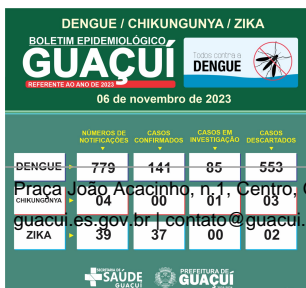 DENGUE / CHIKUNGUNYA / ZIKA
BOLETIM EPIDEMIOLÓGICO
GUAÇUÍ
REFERENTE AO ANO DE 2023
Todos contra a
DENGUE
06 de novembro de 2023
NÚMEROS DE NOTIFICAÇÕES
CASOS CONFIRMADOS
CASOS EM INVESTIGAÇÃO
CASOS DESCARTADOS
DENGUE 779 141 85 553
Praça João Acacinho, n.1, Centro,
CHIKUNGUNYA 04 00 01 03
guacui.es.gov.br | contato@guacui.
ZIKA 39 37 00 02
SECRETARIA DE
SAÚDE
GUAÇUÍ
PREFEITURA DE
GUAÇUÍ